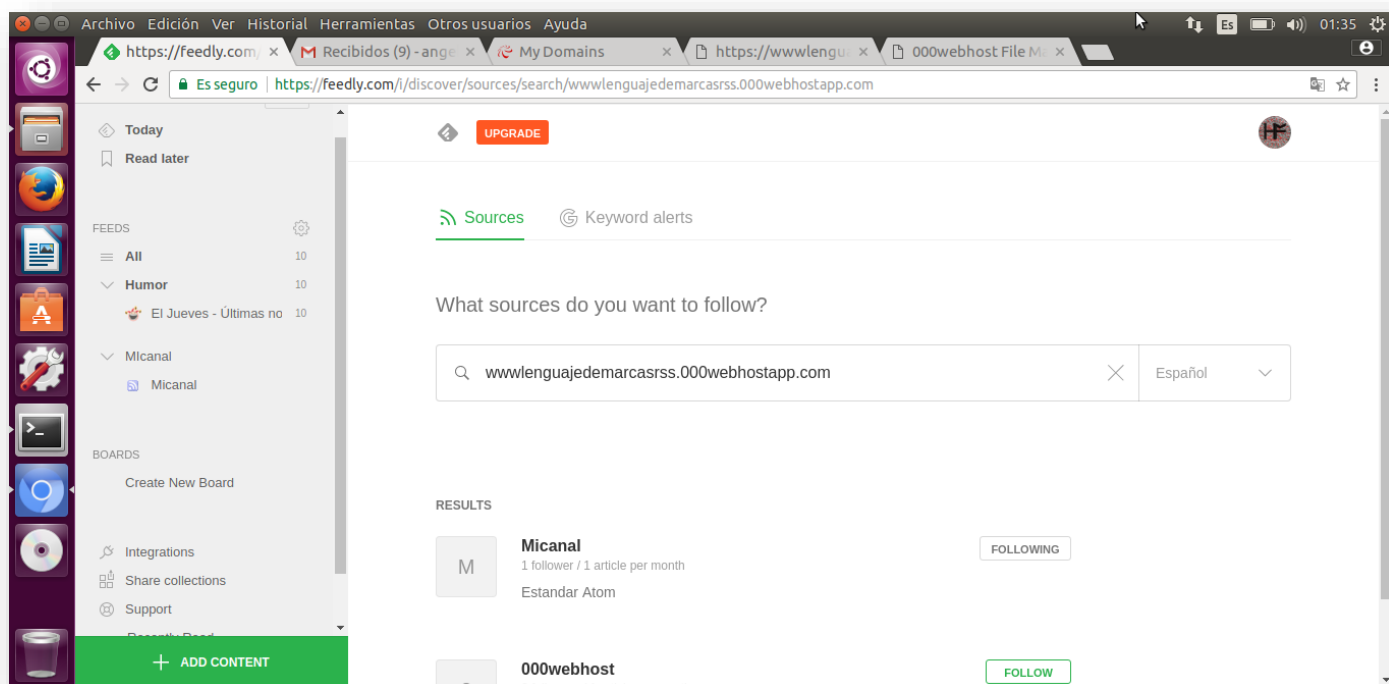 Archivo Edición Ver Historial Herramientas Otros usuarios Ayuda
Es 01:35
https://feedly.com/ × Recibidos (9) - ange × My Domains × https://wwwlengua × 000webhost File Ma ×
Es seguro https://feedly.com/i/discover/sources/search/wwwlenguajedemarcasrss.000webhostapp.com
Today
Read later
FEEDS
All 10
Humor 10
El Jueves - Últimas no 10
MIcanal
Micanal
BOARDS
Create New Board
Integrations
Share collections
Support
Recently Read
ADD CONTENT
UPGRADE
Sources Keyword alerts
What sources do you want to follow?
wwwlenguajedemarcasrss.000webhostapp.com Español
RESULTS
M
Micanal FOLLOWING
1 follower / 1 article per month
Estandar Atom
000webhost FOLLOW